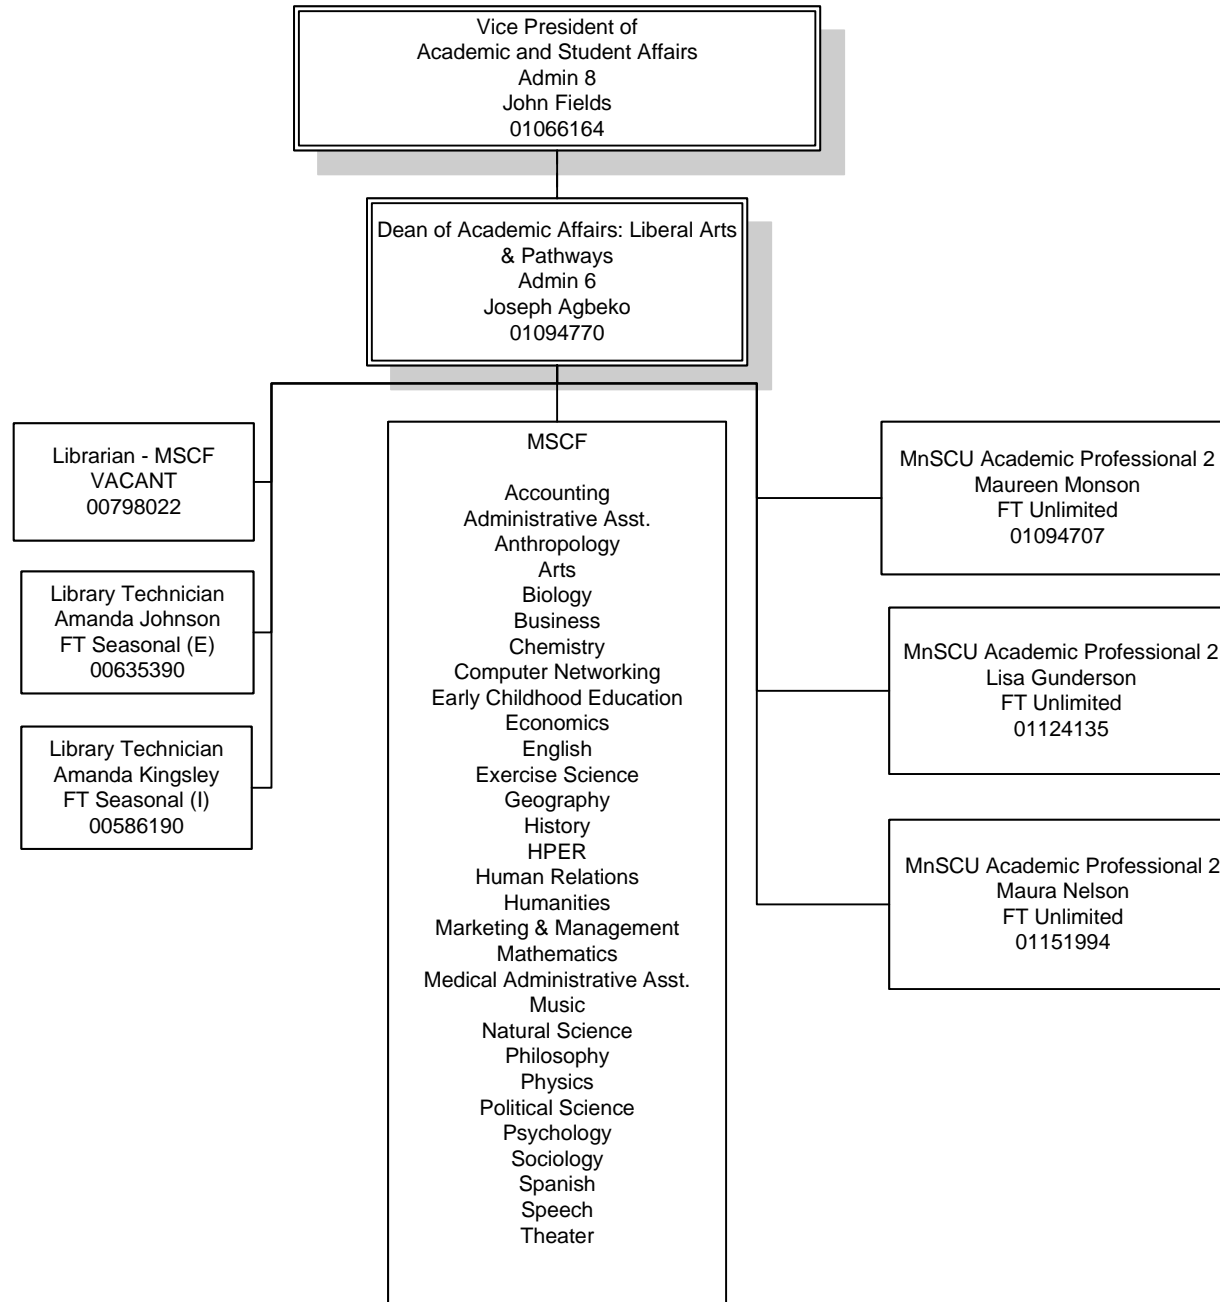 Vice President of
Academic and Student Affairs
Admin 8
John Fields
01066164
Dean of Academic Affairs: Liberal Arts
& Pathways
Admin 6
Joseph Agbeko
01094770
Librarian - MSCF
VACANT
00798022
Library Technician
Amanda Johnson
FT Seasonal (E)
00635390
Library Technician
Amanda Kingsley
FT Seasonal (I)
00586190
MSCF
Accounting
Administrative Asst.
Anthropology
Arts
Biology
Business
Chemistry
Computer Networking
Early Childhood Education
Economics
English
Exercise Science
Geography
History
HPER
Human Relations
Humanities
Marketing & Management
Mathematics
Medical Administrative Asst.
Music
Natural Science
Philosophy
Physics
Political Science
Psychology
Sociology
Spanish
Speech
Theater
MnSCU Academic Professional 2
Maureen Monson
FT Unlimited
01094707
MnSCU Academic Professional 2
Lisa Gunderson
FT Unlimited
01124135
MnSCU Academic Professional 2
Maura Nelson
FT Unlimited
01151994